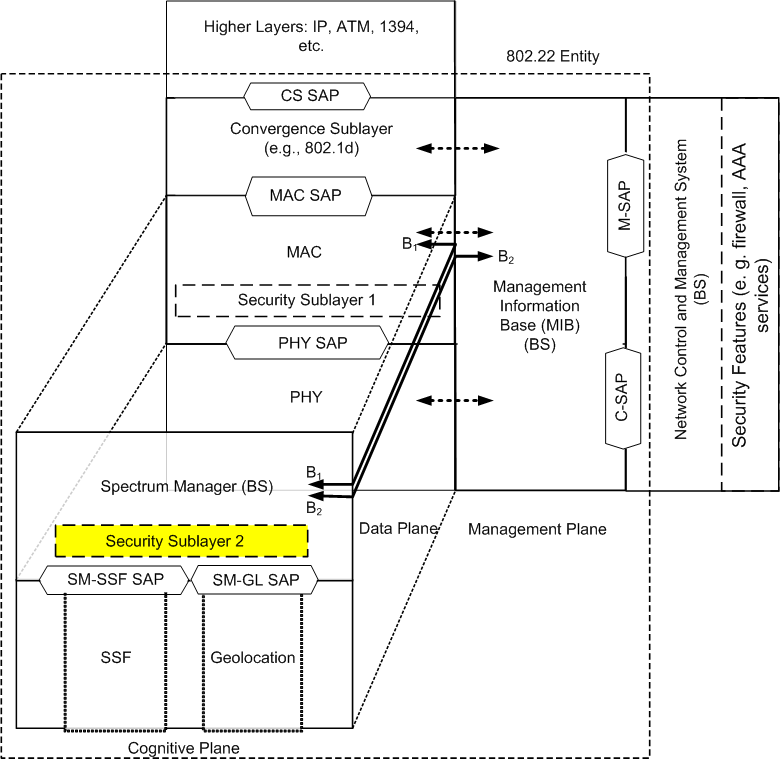 Higher Layers: IP, ATM, 1394,
etc.
802.22 Entity
CS SAP
Convergence Sublayer
(e.g., 802.1d)
MAC SAP
MAC
B1
B2
Security Sublayer 1
PHY SAP
PHY
Management
Information
Base (MIB)
(BS)
M-SAP
C-SAP
Network Control and Management System
(BS)
Security Features (e. g. firewall, AAA
services)
Spectrum Manager (BS)
B1
B2
Security Sublayer 2
Data Plane
Management Plane
SM-SSF SAP
SM-GL SAP
SSF
Geolocation
Cognitive Plane